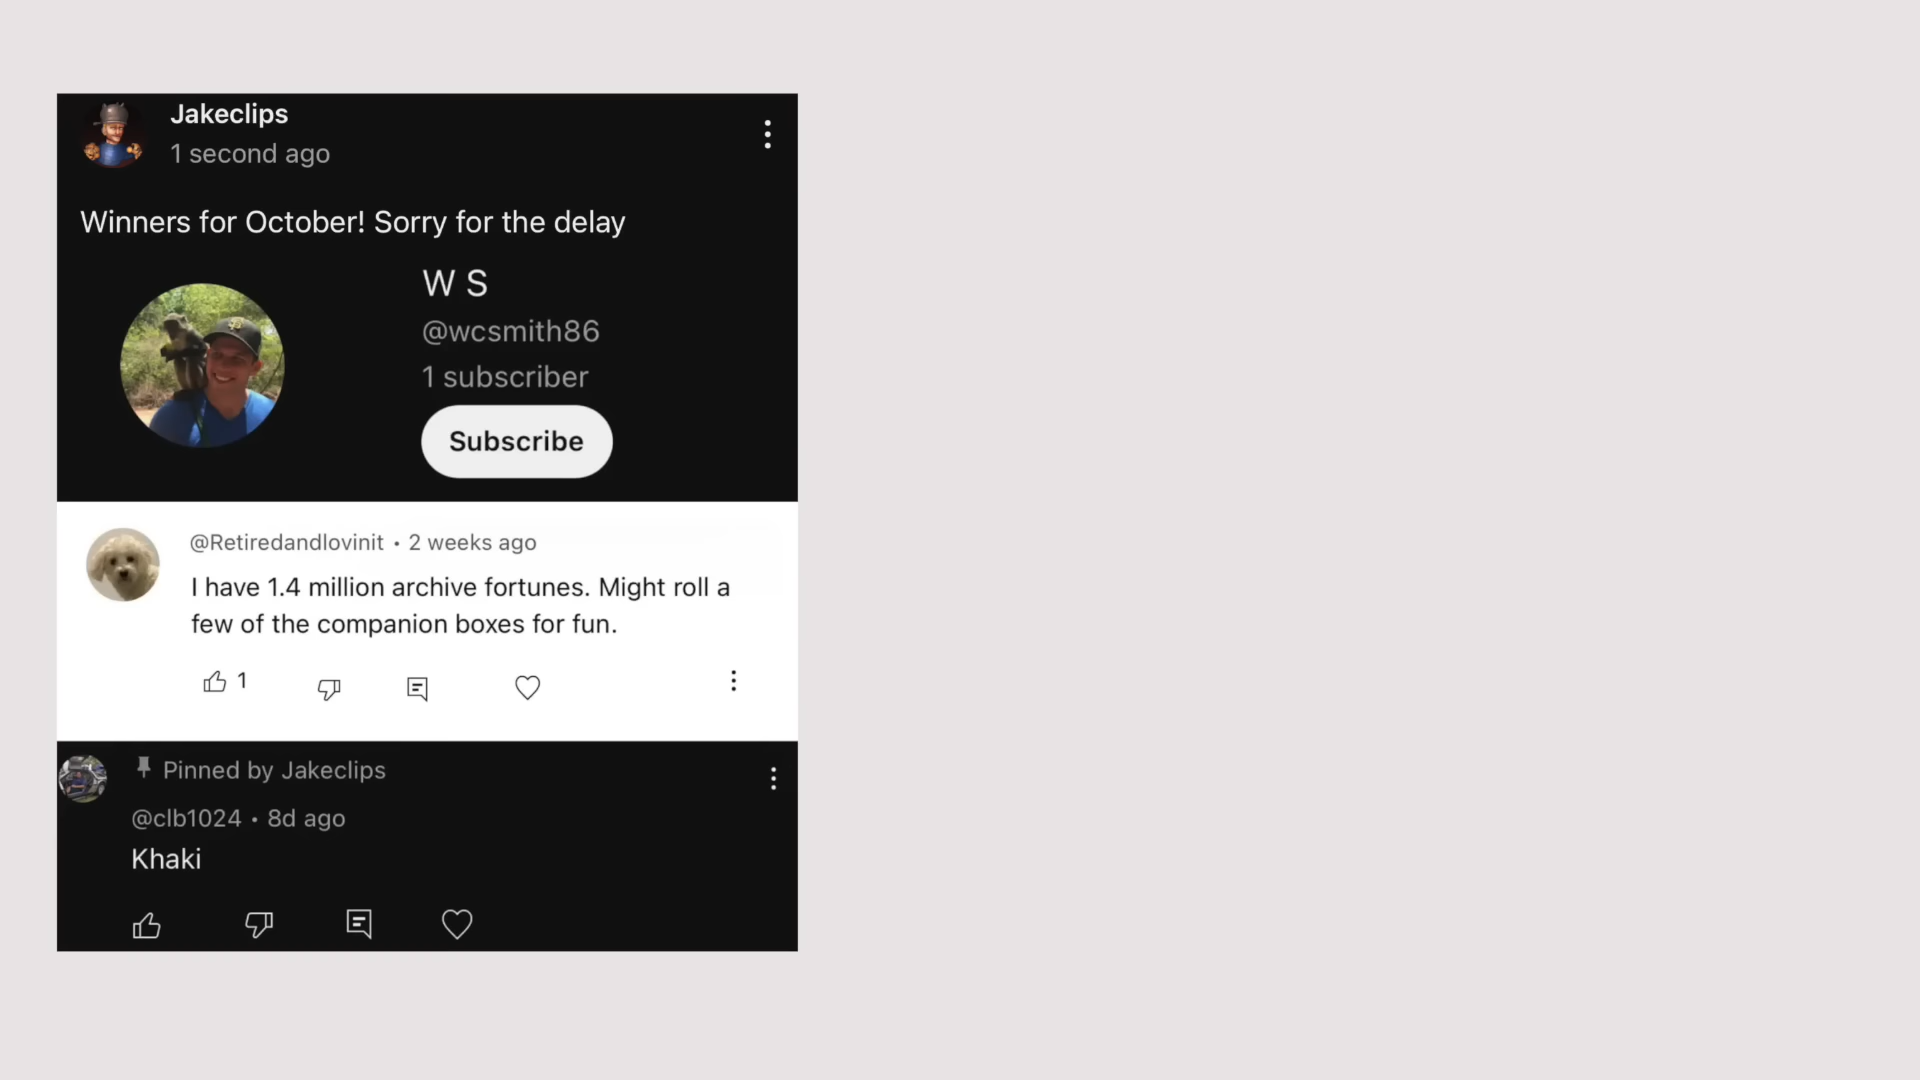 Jakeclips
1 second ago
Winners for October! Sorry for the delay
W S
@wcsmith86
1 subscriber
Subscribe
@Retiredandlovinit • 2 weeks ago
I have 1.4 million archive fortunes. Might roll a
few of the companion boxes for fun.
1
Pinned by Jakeclips
@clb1024 • 8d ago
Khaki